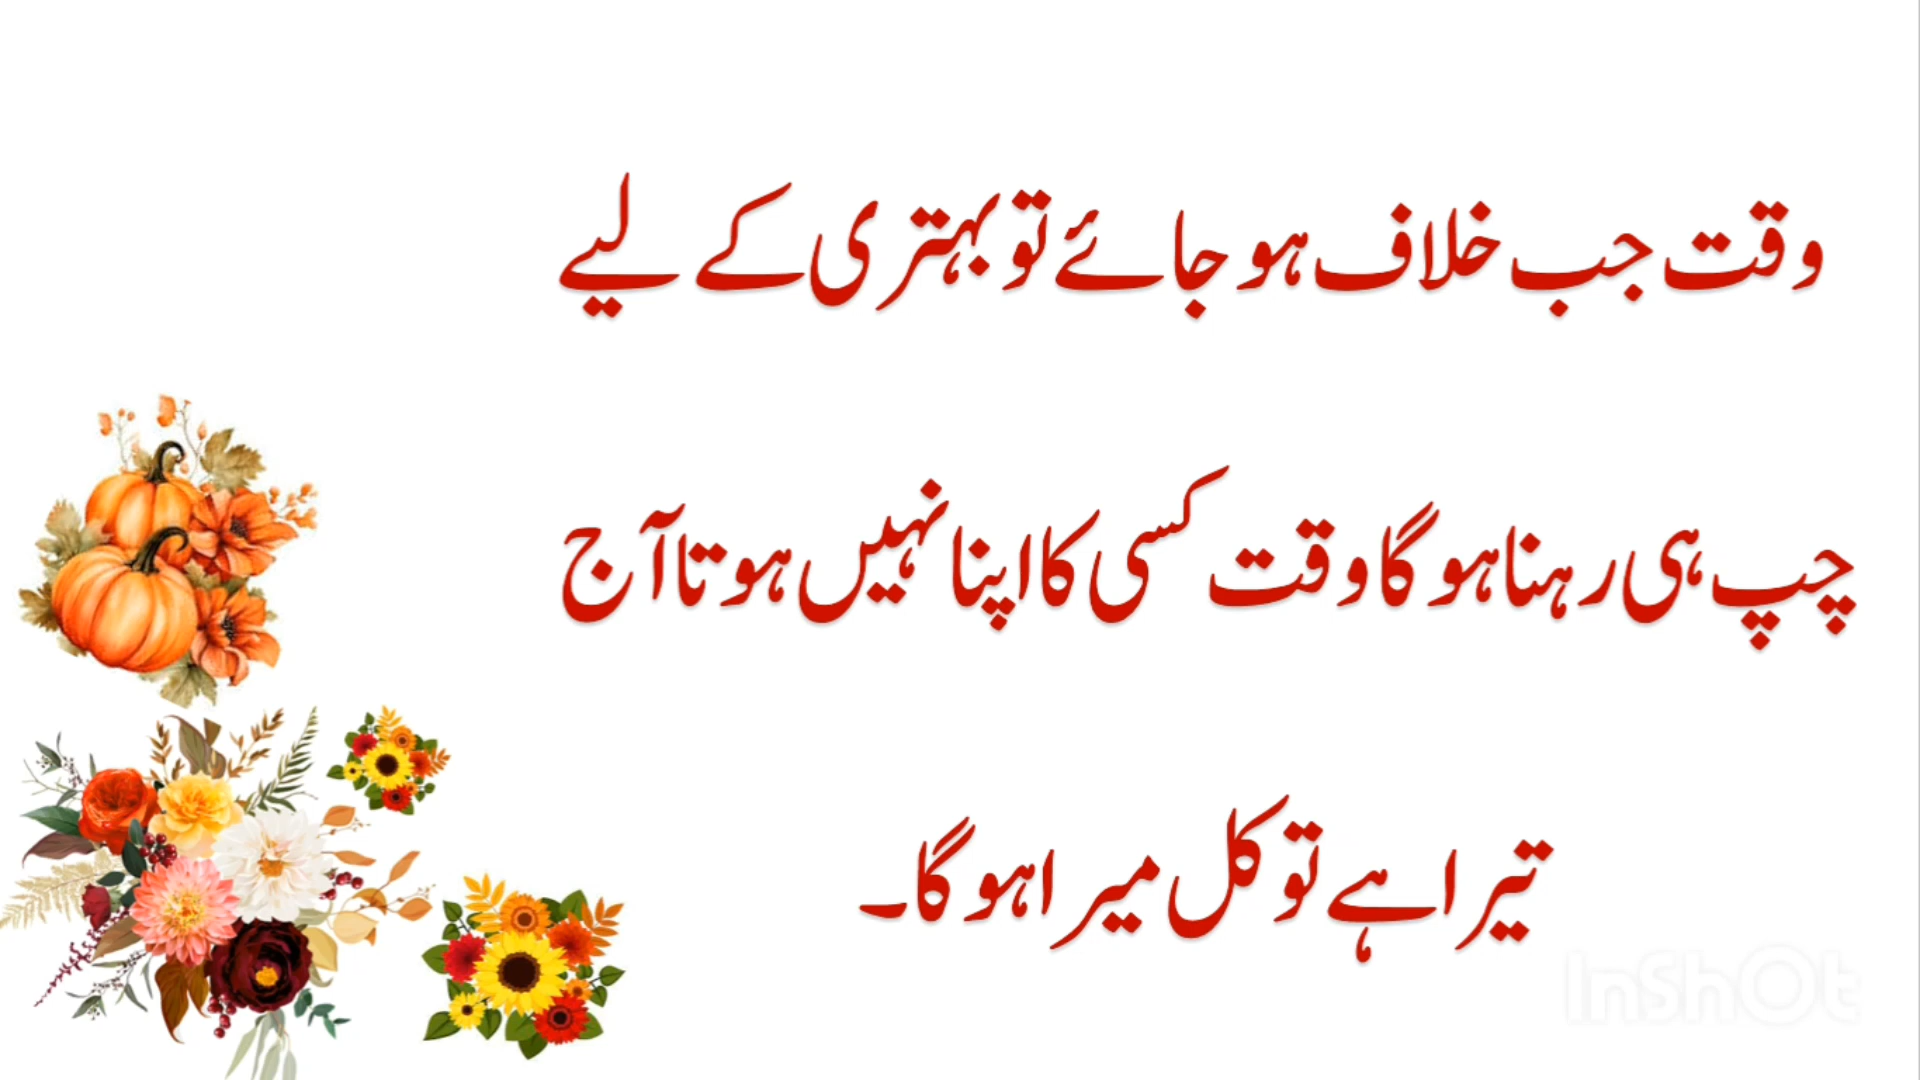 وقت جب خلاف ہو جائے تو بہتری کے لیے
چپ ہی رہنا ہو گا وقت کسی کا اپنا نہیں ہوتا آج
تیرا ہے تو کل میرا ہو گا۔
InShOt